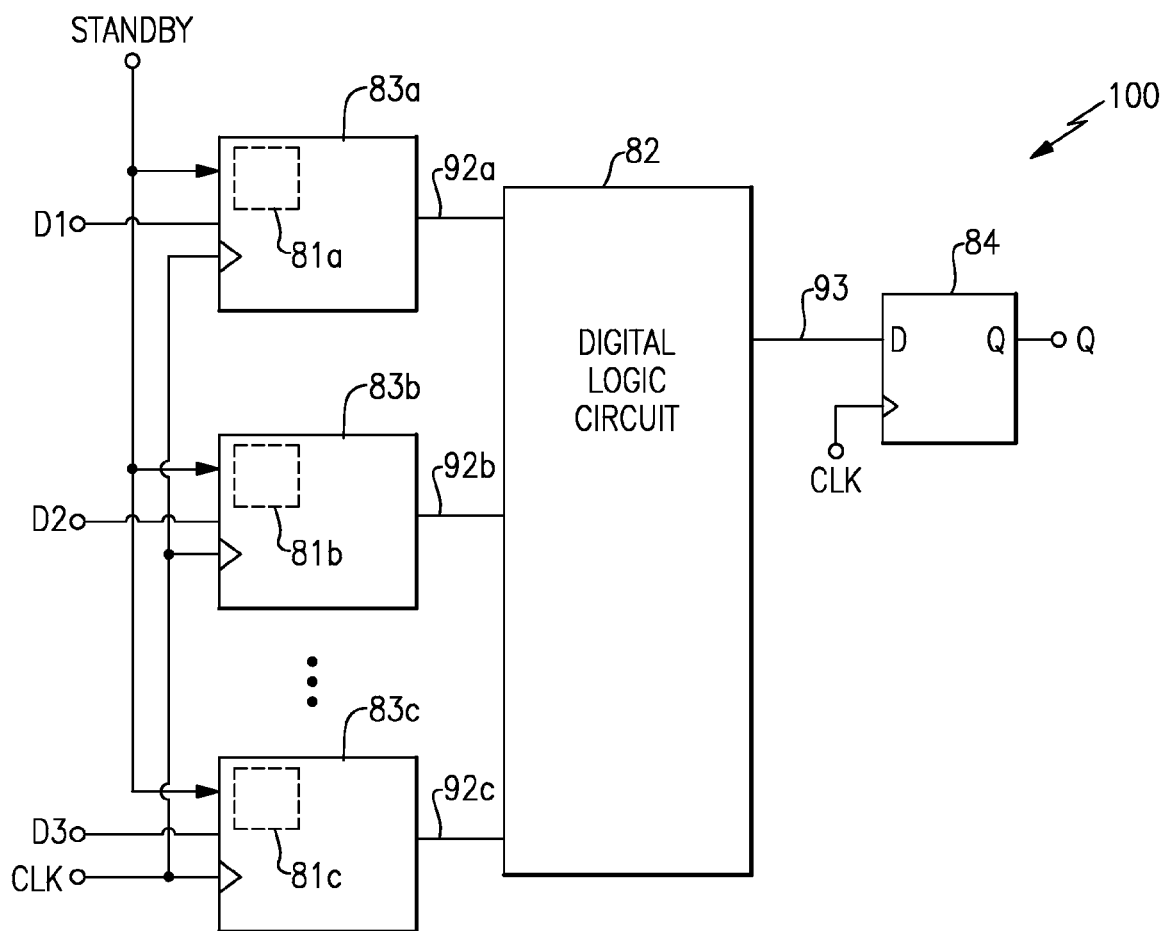 STANDBY
83a
100
82
92a
D1
81a
84
93
D Q Q
DIGITAL
LOGIC
CIRCUIT
83b
92b
CLK
D2
81b
83c
92c
D3
81c
CLK